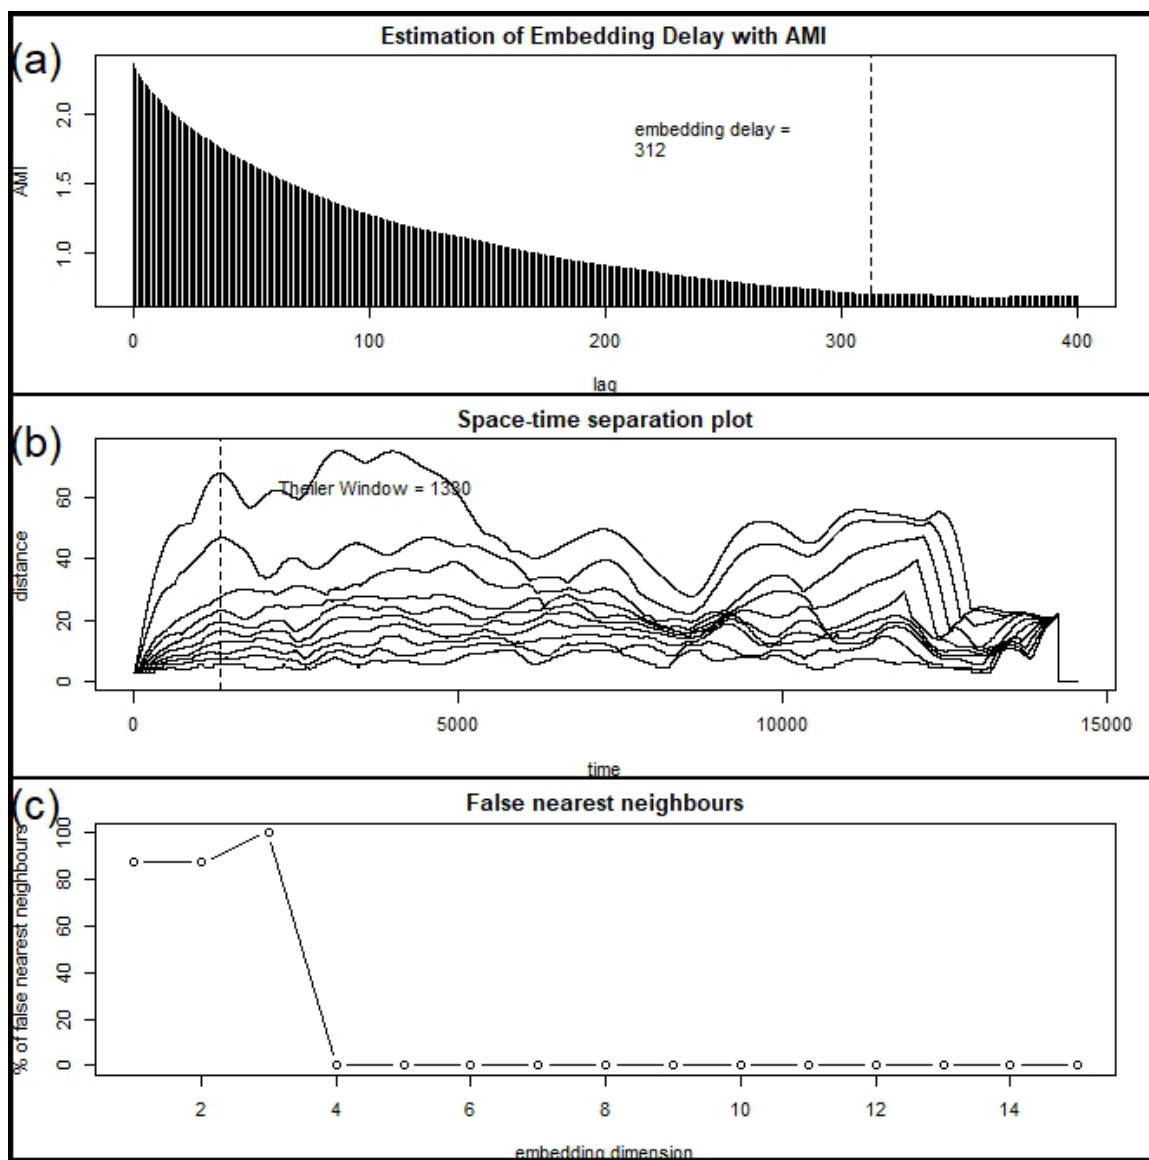 (a)
Estimation of Embedding Delay with AMI
AMI
2.0
1.5
1.0
embedding delay =
312
0 100 200 300 400
lag
(b)
Space-time separation plot
distance
60
40
20
0
Theiler Window = 1330
0 5000 10000 15000
time
(c)
False nearest neighbours
% of false nearest neighbours
100
80
60
40
20
0
2 4 6 8 10 12 14
embedding dimension